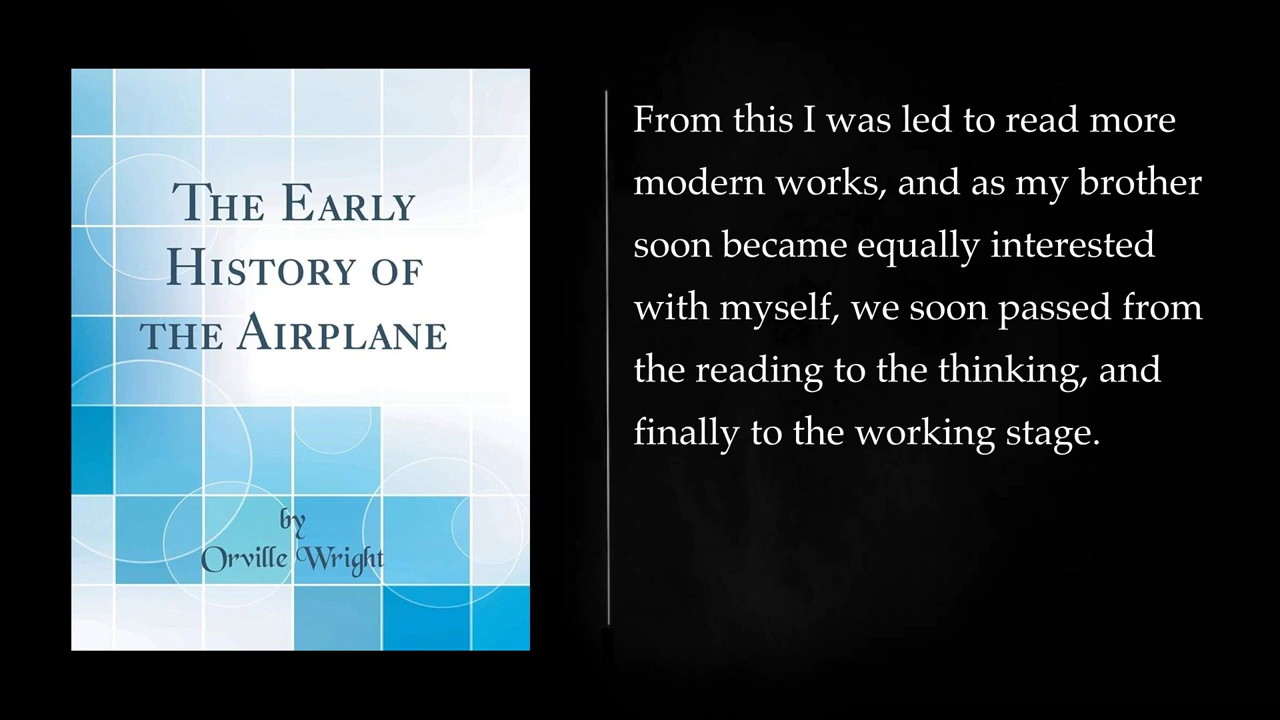 The Early
History of
the Airplane
by
Orville Wright
From this I was led to read more
modern works, and as my brother
soon became equally interested
with myself, we soon passed from
the reading to the thinking, and
finally to the working stage.